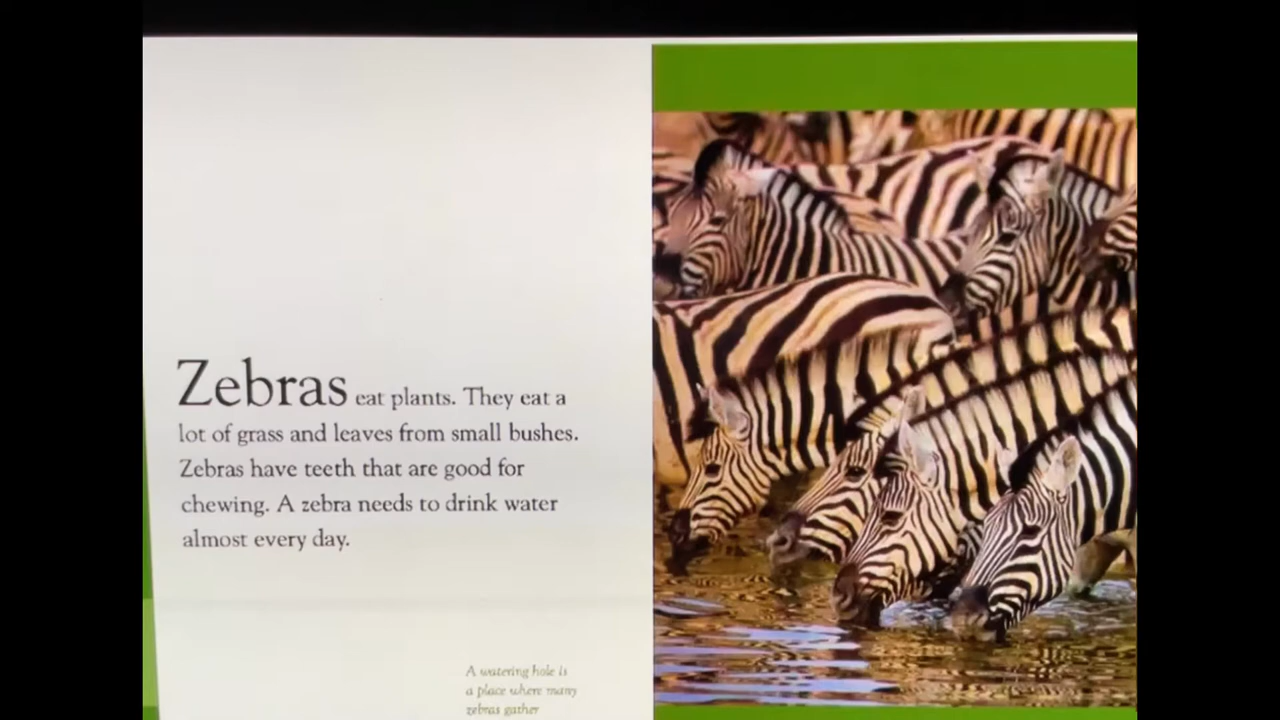 Zebras eat plants. They eat a
lot of grass and leaves from small bushes.
Zebras have teeth that are good for
chewing. A zebra needs to drink water
almost every day.
A watering hole is
a place where many
zebras gather